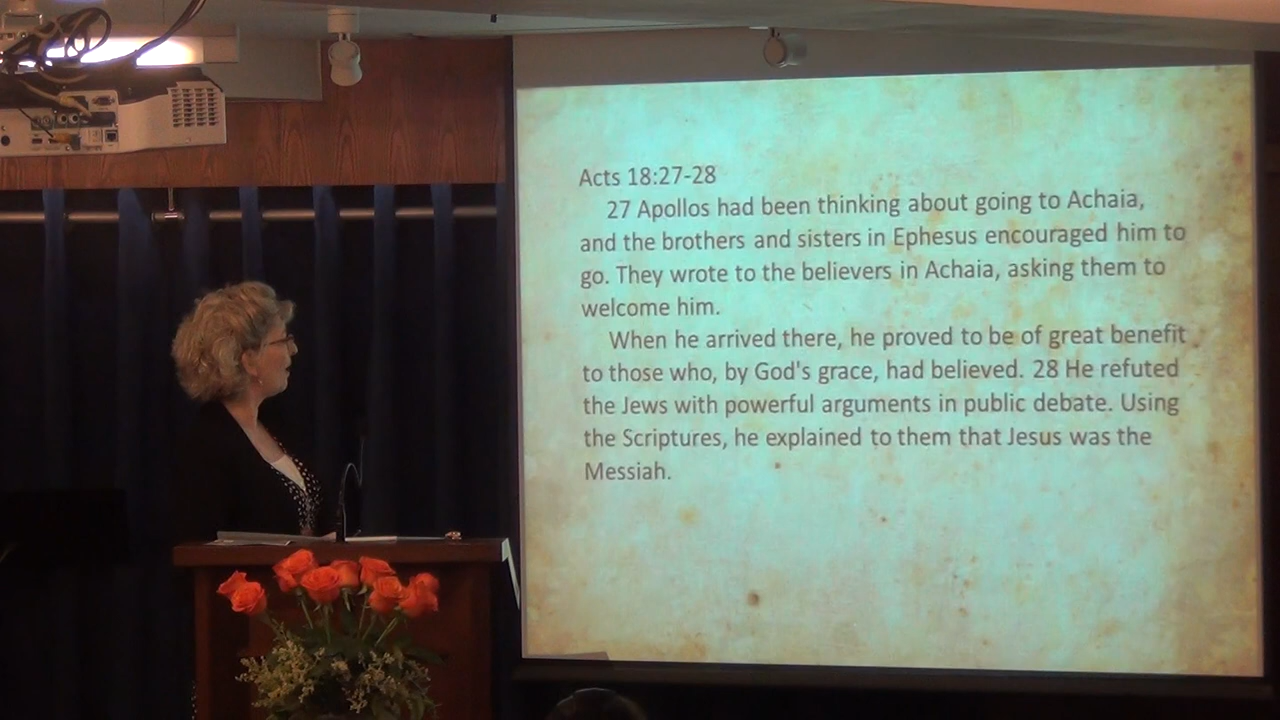 Acts 18:27-28
27 Apollos had been thinking about going to Achaia,
and the brothers and sisters in Ephesus encouraged him to
go. They wrote to the believers in Achaia, asking them to
welcome him.
When he arrived there, he proved to be of great benefit
to those who, by God's grace, had believed. 28 He refuted
the Jews with powerful arguments in public debate. Using
the Scriptures, he explained to them that Jesus was the
Messiah.